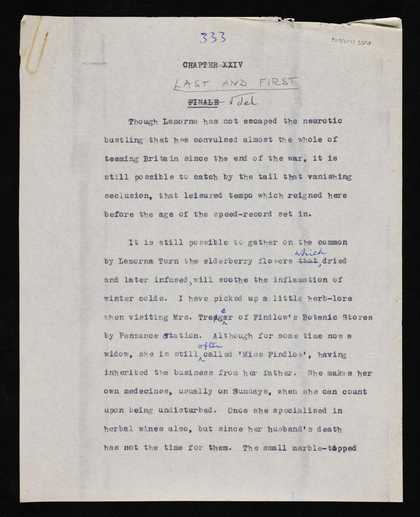 333
CHAPTER XXIV
LAST AND FIRST
FINALE del
Though Lamorna has not escaped the neurotic
bustling that has convulsed almost the whole of
teeming Britain since the end of the war, it is
still possible to catch by the tail that vanishing
seclusion, that leisured tempo which reigned here
before the age of the speed-record set in.
It is still possible to gather on the common
which
by Lamorna Turn the elderberry flowers that, dried
and later infused, will soothe the inflamation of
winter colds. I have picked up a little herb-lore
when visiting Mrs. of Findlow's Botanic Stores
by Penzance Station. Although for some time now a
often
widow, she is still called 'Miss Findlow', having
inherited the business from her father. She makes her
own medecines, usually on Sundays, when she can count
upon being undisturbed. Once she specialised in
herbal wines also, but since her husband's death
has not the time for them. The small marble-topped